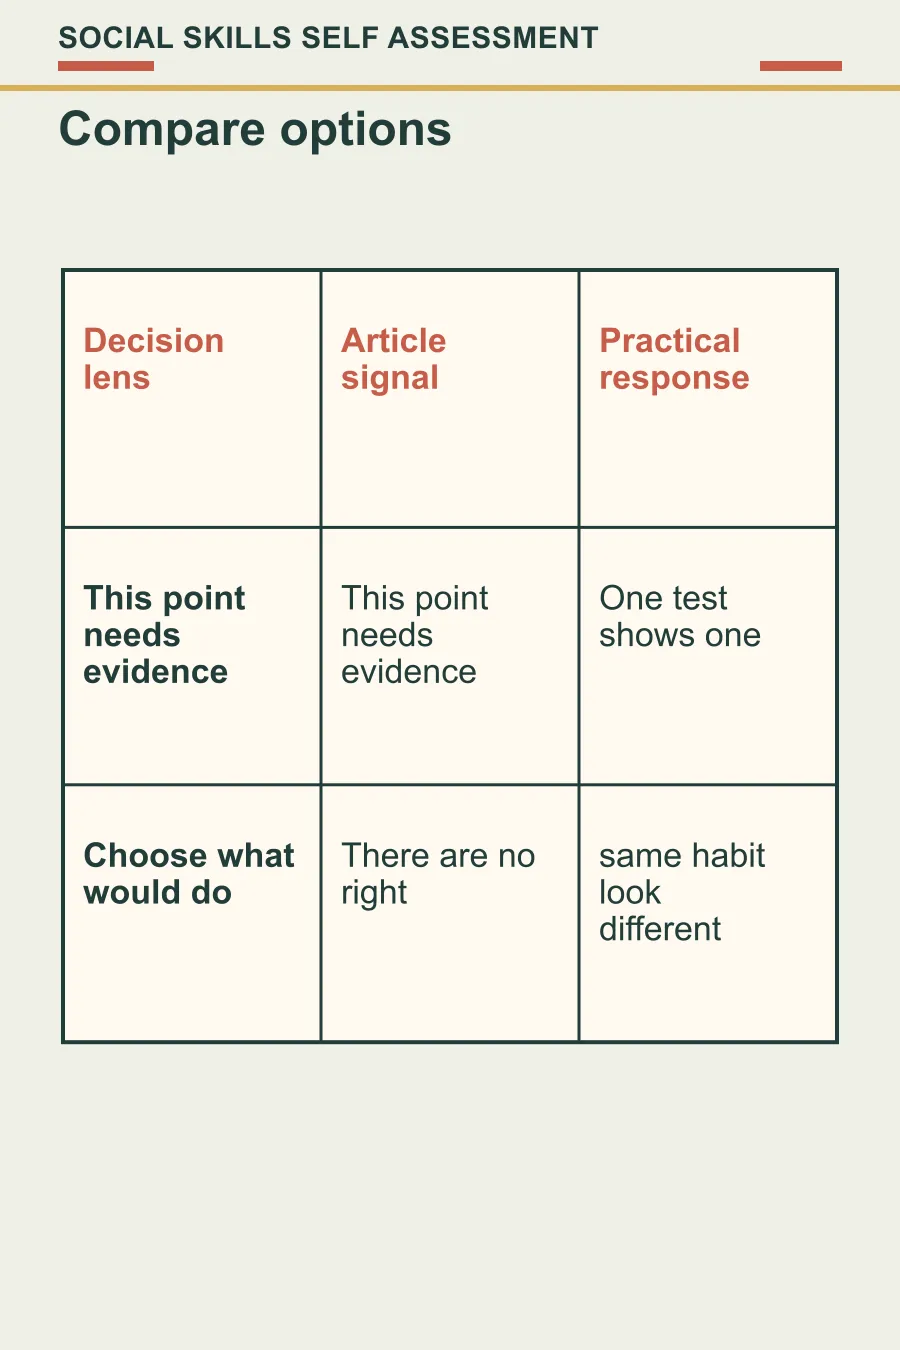 SOCIAL SKILLS SELF ASSESSMENT
Compare options
Decision
lens
Article
signal
Practical
response
This point
needs
evidence
This point
needs
evidence
One test
shows one
Choose what
would do
There are no
right
same habit
look
different